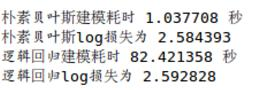 朴素贝叶斯建模耗时 1.037708 秒
朴素贝叶斯log损失为 2.584393
逻辑回归建模耗时 82.421358 秒
逻辑回归log损失为 2.592828